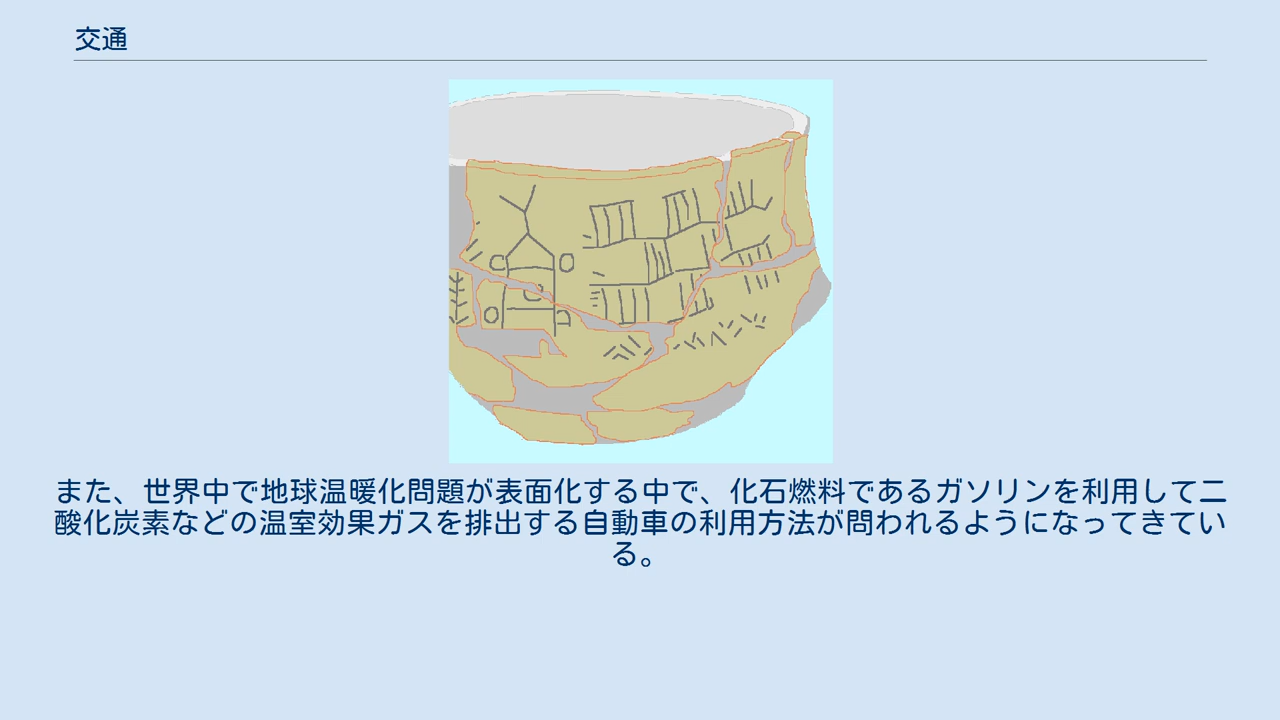 交通
また、世界中で地球温暖化問題が表面化する中で、化石燃料であるガソリンを利用して二
酸化炭素などの温室効果ガスを排出する自動車の利用方法が問われるようになってきてい
る。